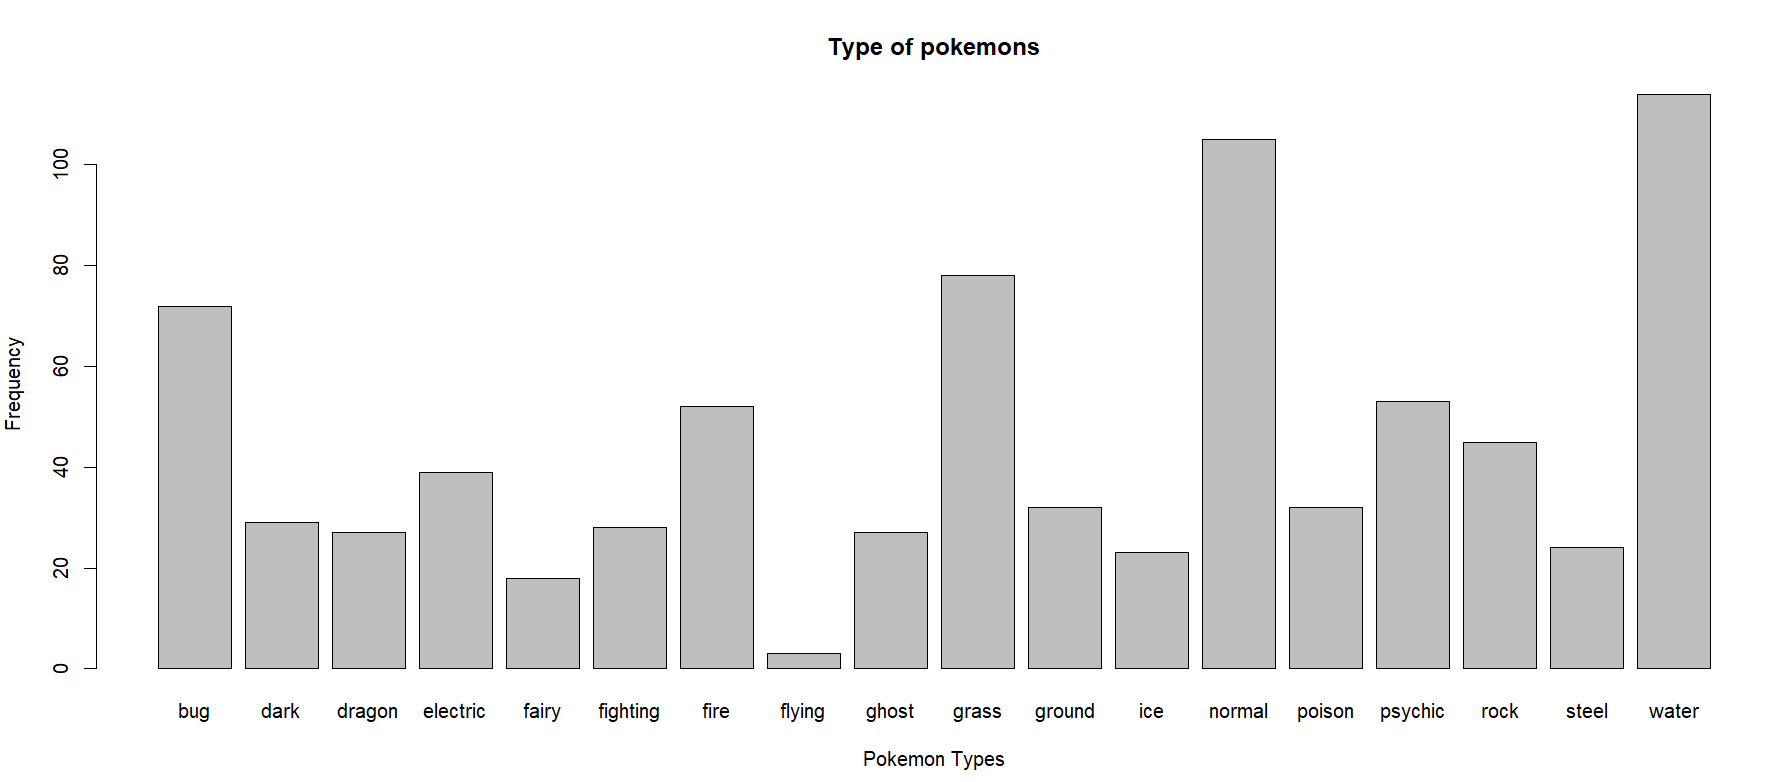 Type of pokemons
100
80
60
40
20
0
Frequency
bug dark dragon electric fairy fighting fire flying ghost grass ground ice normal poison psychic rock steel water
Pokemon Types